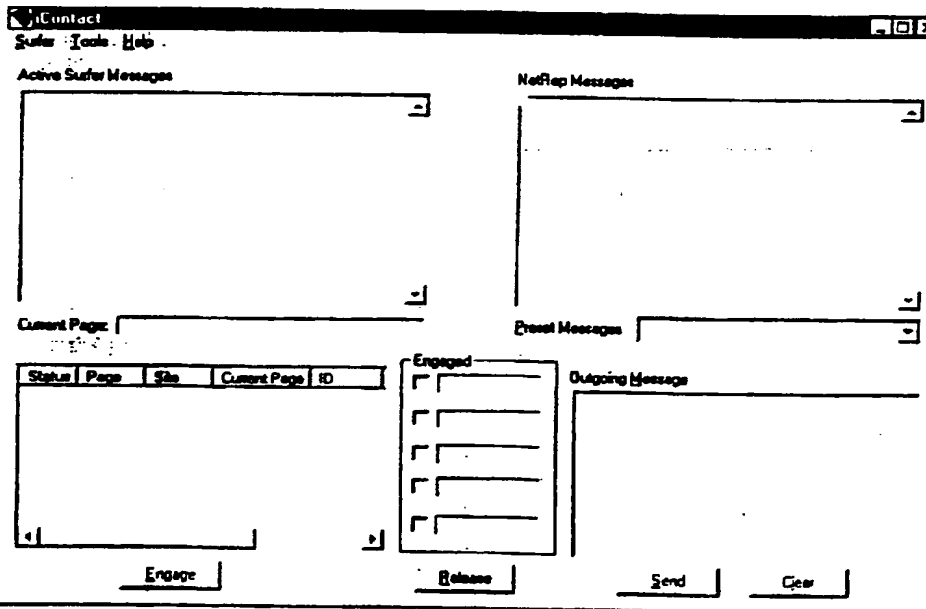 iContact
Surfer Tools Help
Active Surfer Messages
NetRep Messages
Current Page:
Preset Messages
Status Page Site Current Page ID
Engaged
Outgoing Message
Engage
Release
Send
Clear